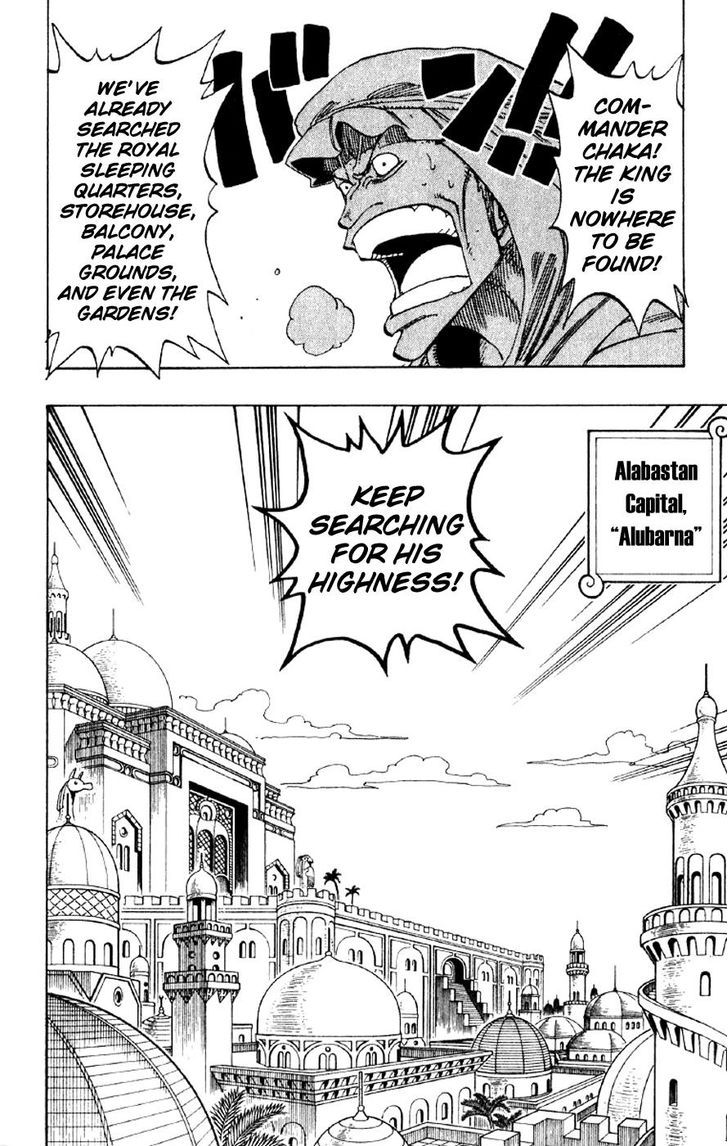 COM-
MANDER
CHAKA!
THE KING
IS
NOWHERE
TO BE
FOUND!
WE'VE
ALREADY
SEARCHED
THE ROYAL
SLEEPING
QUARTERS,
STOREHOUSE,
BALCONY,
PALACE
GROUNDS,
AND EVEN THE
GARDENS!
Alabastan
Capital,
“Alubarna”
KEEP
SEARCHING
FOR HIS
HIGHNESS!